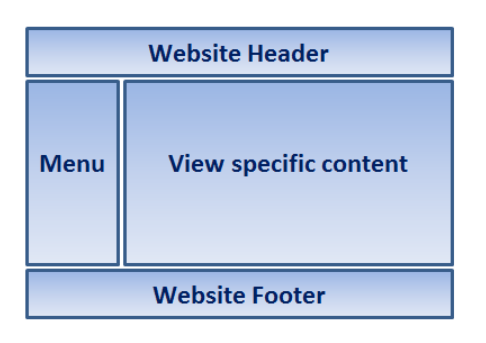 Website Header
Menu
View specific content
Website Footer